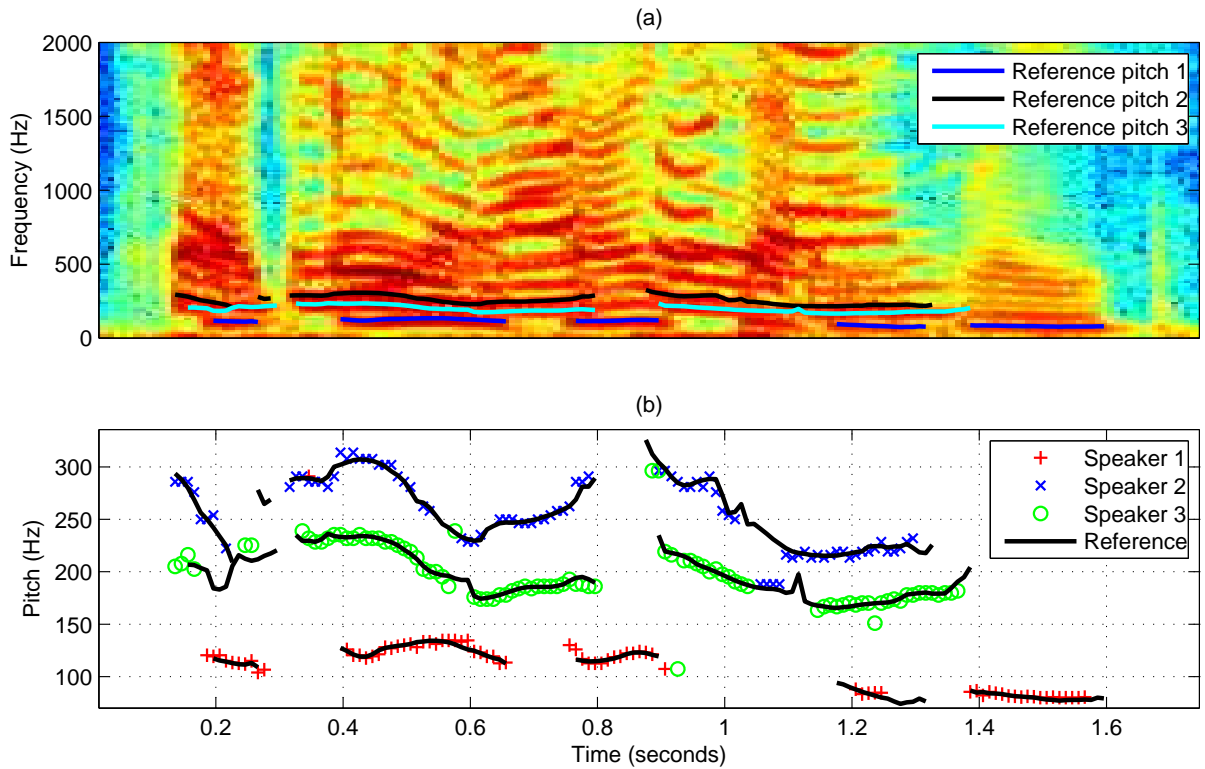 (a)
2000
1500
1000
500
0
Frequency (Hz)
Reference pitch 1
Reference pitch 2
Reference pitch 3
(b)
300
250
200
150
100
Pitch (Hz)
Speaker 1
Speaker 2
Speaker 3
Reference
0.2 0.4 0.6 0.8 1 1.2 1.4 1.6
Time (seconds)